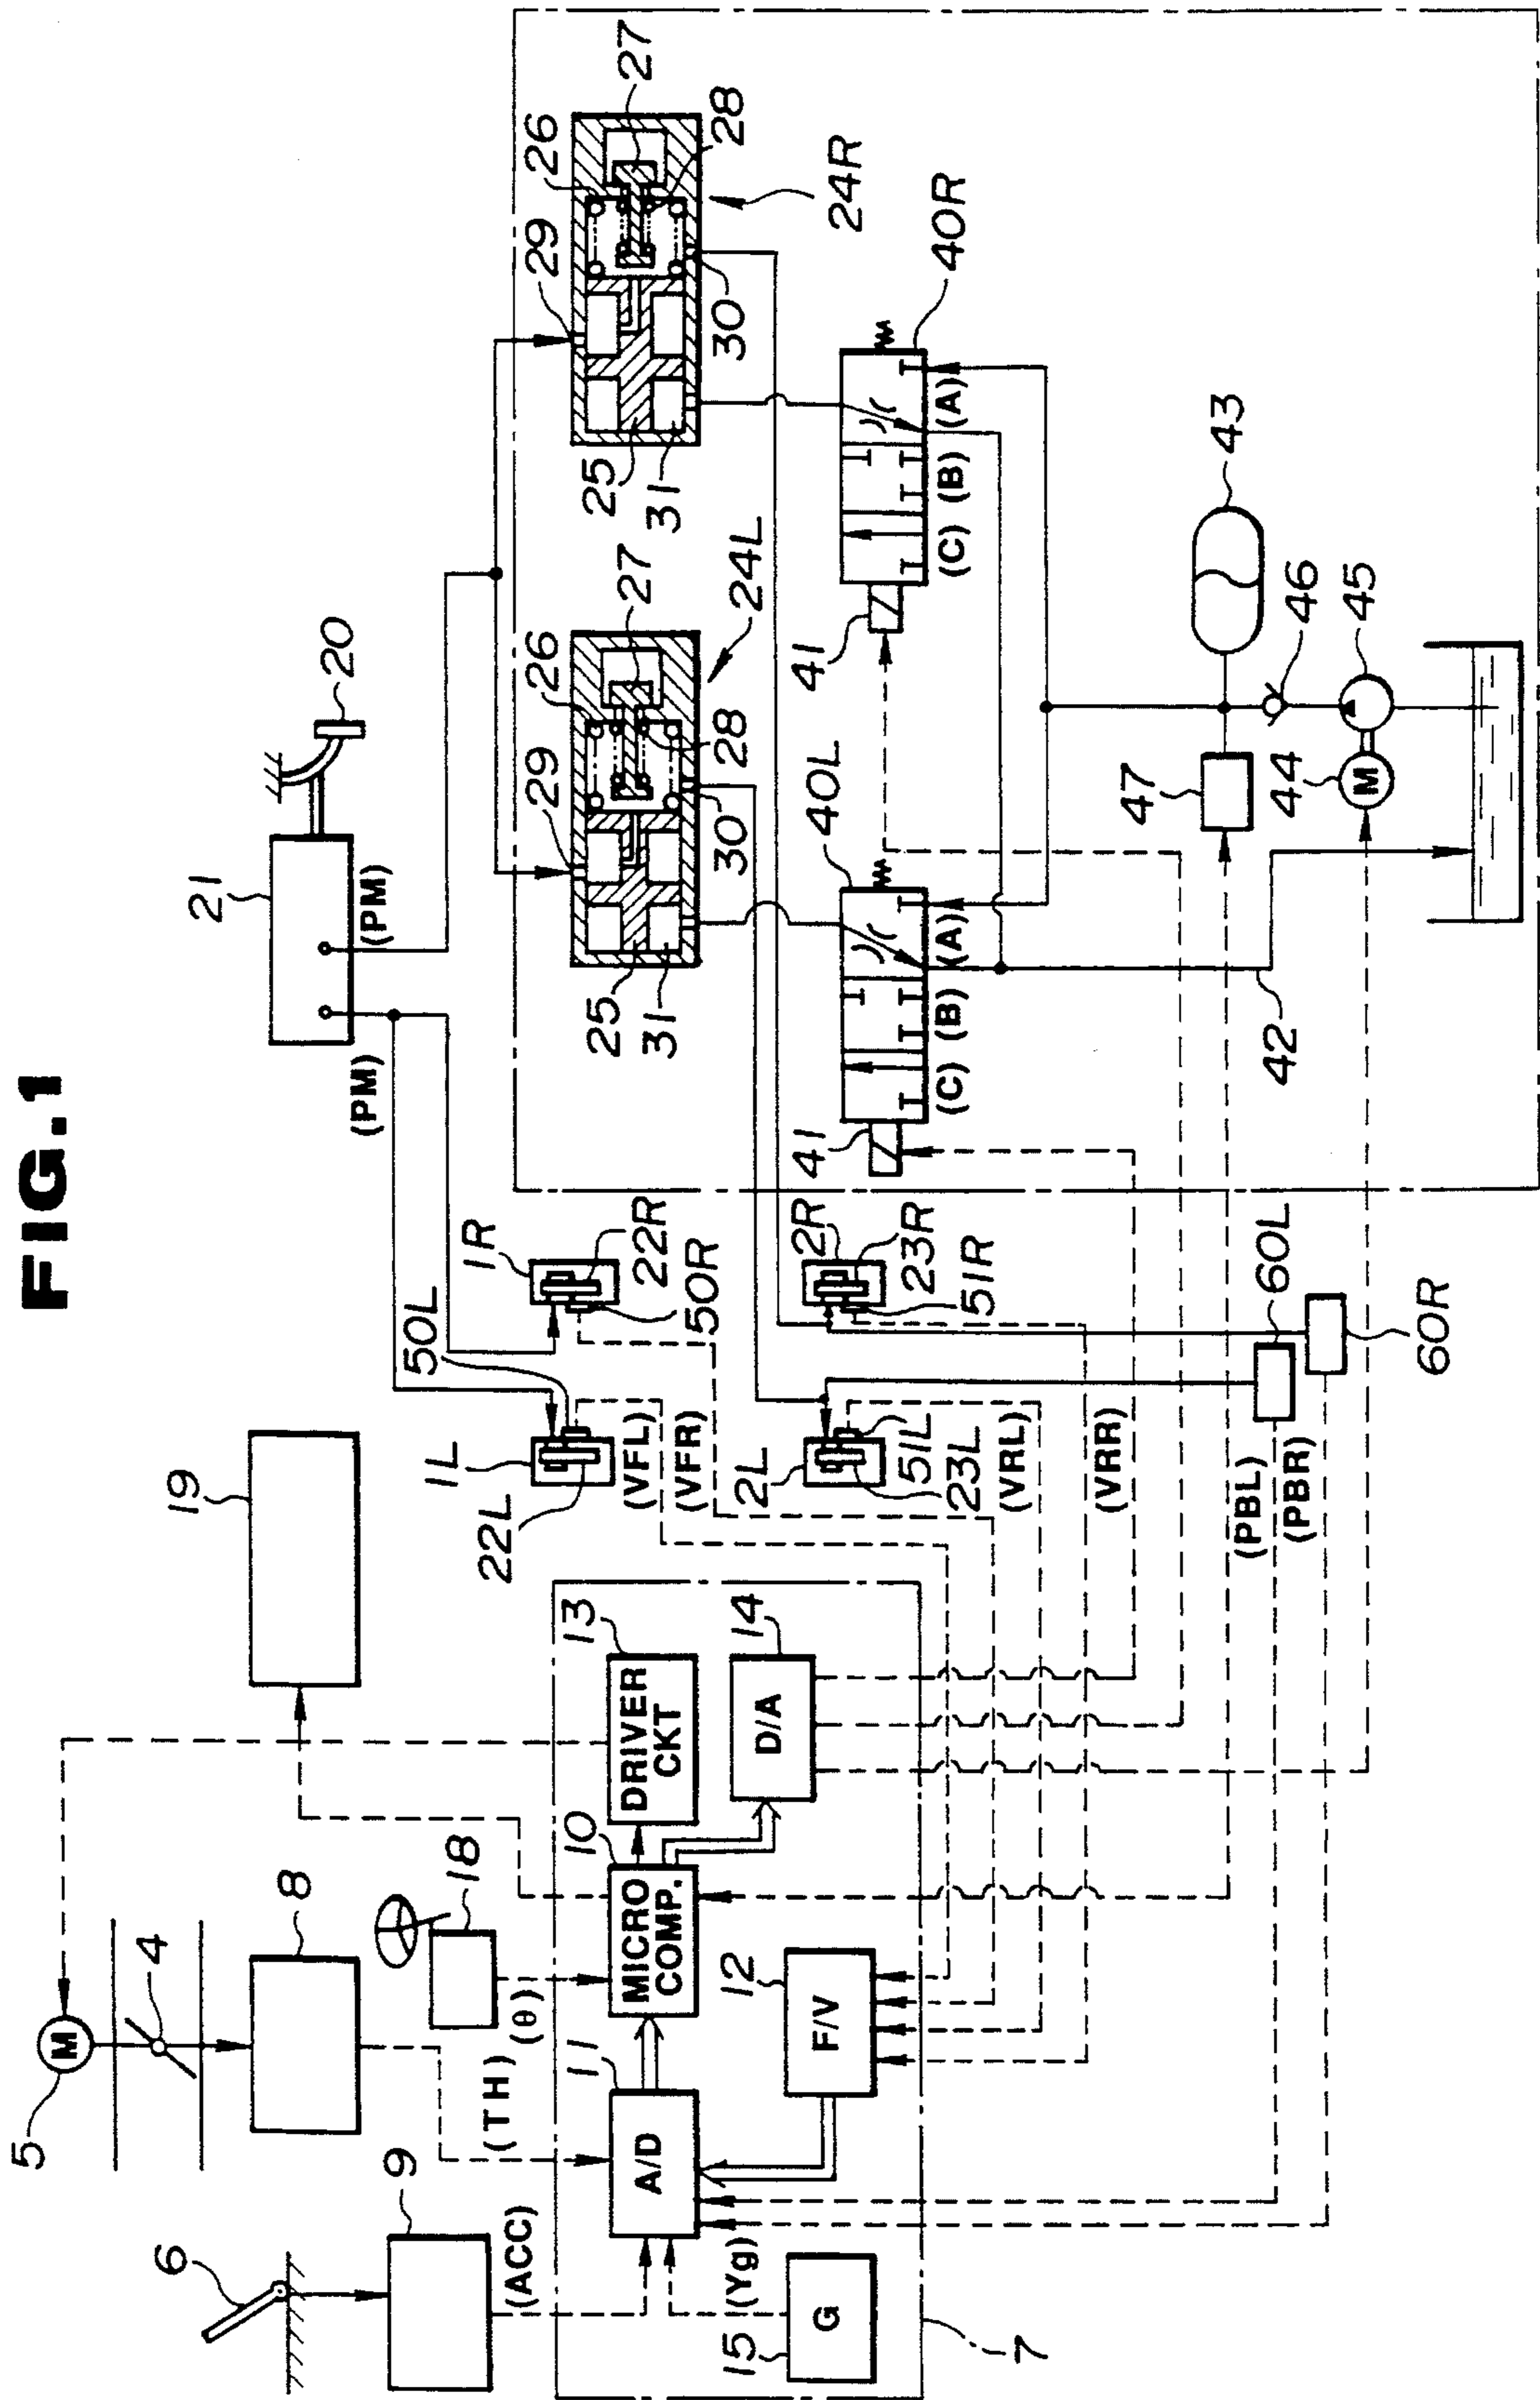 FIG.1
5
M
4
8
6
9
(ACC)
(TH)
(θ)
18
19
11
A/D
10
MICRO
COMP.
13
DRIVER
CKT
14
D/A
12
F/V
15
G
(Yg)
7
21
20
(PM)
(PM)
1L
22L
50L
1R
22R
50R
(VFL)
(VFR)
2L
23L
51L
2R
23R
51R
(VRL)
(VRR)
(PBL)
(PBR)
60L
60R
29
26
27
25
31
30
28
24L
29
26
27
25
31
30
28
24R
41
40L
(C)
(B)
(A)
41
40R
(C)
(B)
(A)
42
47
43
44
M
46
45